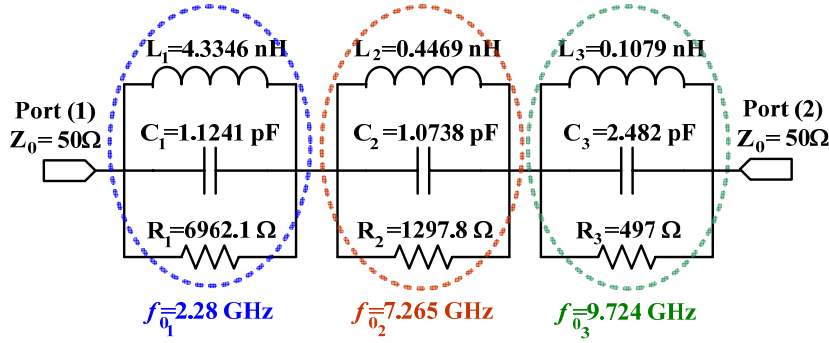 L₁=4.3346 nH L₂=0.4469 nH L₃=0.1079 nH
Port (1) Port (2)
Z₀= 50Ω C₁=1.1241 pF C₂=1.0738 pF C₃=2.482 pF Z₀= 50Ω
R₁=6962.1 Ω R₂=1297.8 Ω R₃=497 Ω
f₀₁=2.28 GHz f₀₂=7.265 GHz f₀₃=9.724 GHz